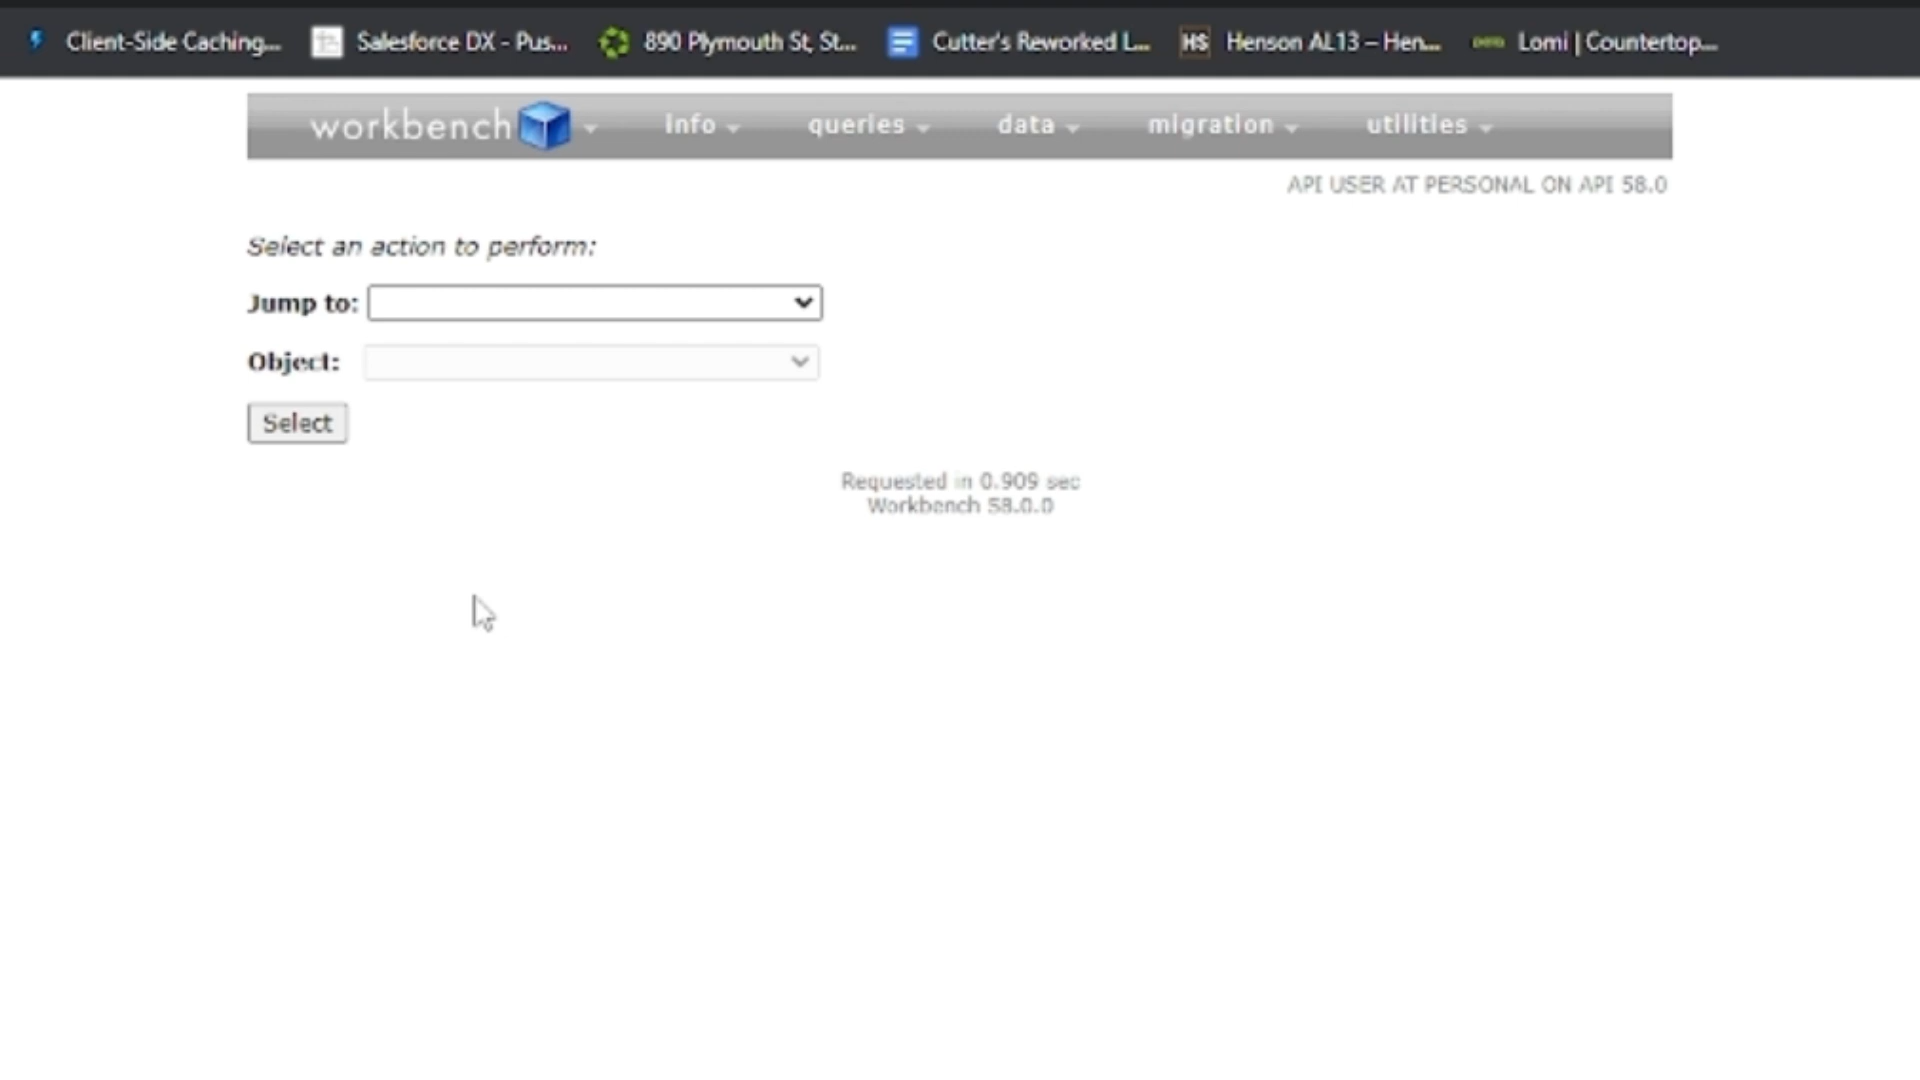 Client-Side Caching... Salesforce DX - Pus... 890 Plymouth St, St... Cutter's Reworked L... HS Henson AL13 – Hen... Lomi | Countertop...
workbench info queries data migration utilities
API USER AT PERSONAL ON API 58.0
Select an action to perform:
Jump to:
Object:
Select
Requested in 0.909 sec
Workbench 58.0.0